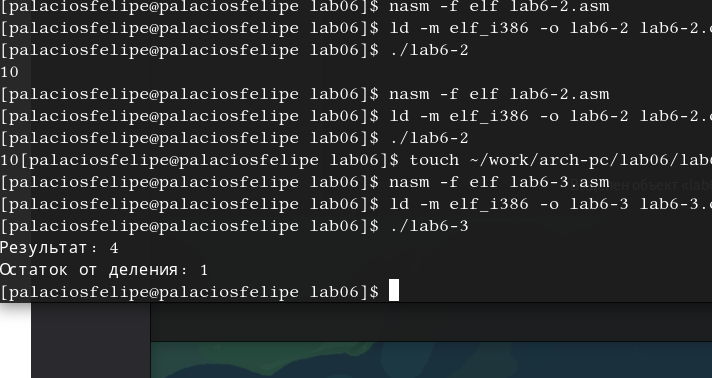 [palaciosfelipe@palaciosfelipe lab06]$ nasm -f elf lab6-2.asm
[palaciosfelipe@palaciosfelipe lab06]$ ld -m elf_i386 -o lab6-2 lab6-2.
[palaciosfelipe@palaciosfelipe lab06]$ ./lab6-2
10
[palaciosfelipe@palaciosfelipe lab06]$ nasm -f elf lab6-2.asm
[palaciosfelipe@palaciosfelipe lab06]$ ld -m elf_i386 -o lab6-2 lab6-2.
[palaciosfelipe@palaciosfelipe lab06]$ ./lab6-2
10[palaciosfelipe@palaciosfelipe lab06]$ touch ~/work/arch-pc/lab06/lab
[palaciosfelipe@palaciosfelipe lab06]$ nasm -f elf lab6-3.asm
[palaciosfelipe@palaciosfelipe lab06]$ ld -m elf_i386 -o lab6-3 lab6-3.
[palaciosfelipe@palaciosfelipe lab06]$ ./lab6-3
Результат: 4
Остаток от деления: 1
[palaciosfelipe@palaciosfelipe lab06]$